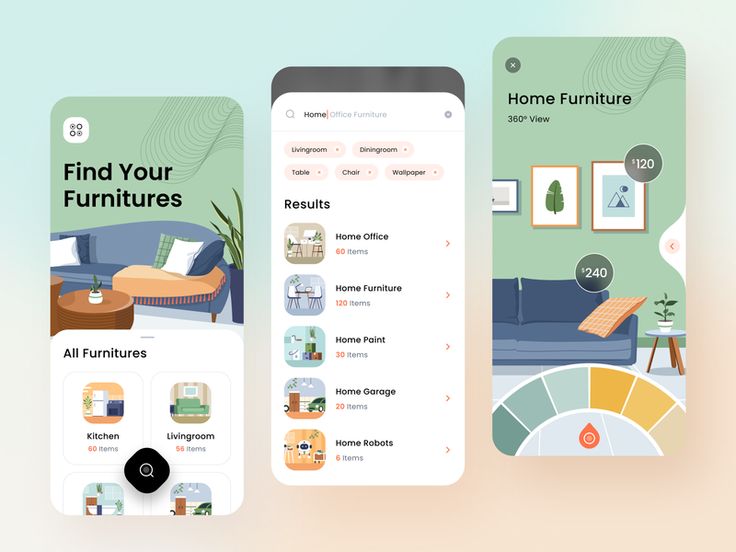 Find Your
Furnitures
All Furnitures
Kitchen
60 Items
Livingroom
56 Items
Home Office Furniture
Livingroom
Diningroom
Table
Chair
Wallpaper
Results
Home Office
60 Items
Home Furniture
120 Items
Home Paint
30 Items
Home Garage
20 Items
Home Robots
6 Items
Home Furniture
360° View
$120
$240